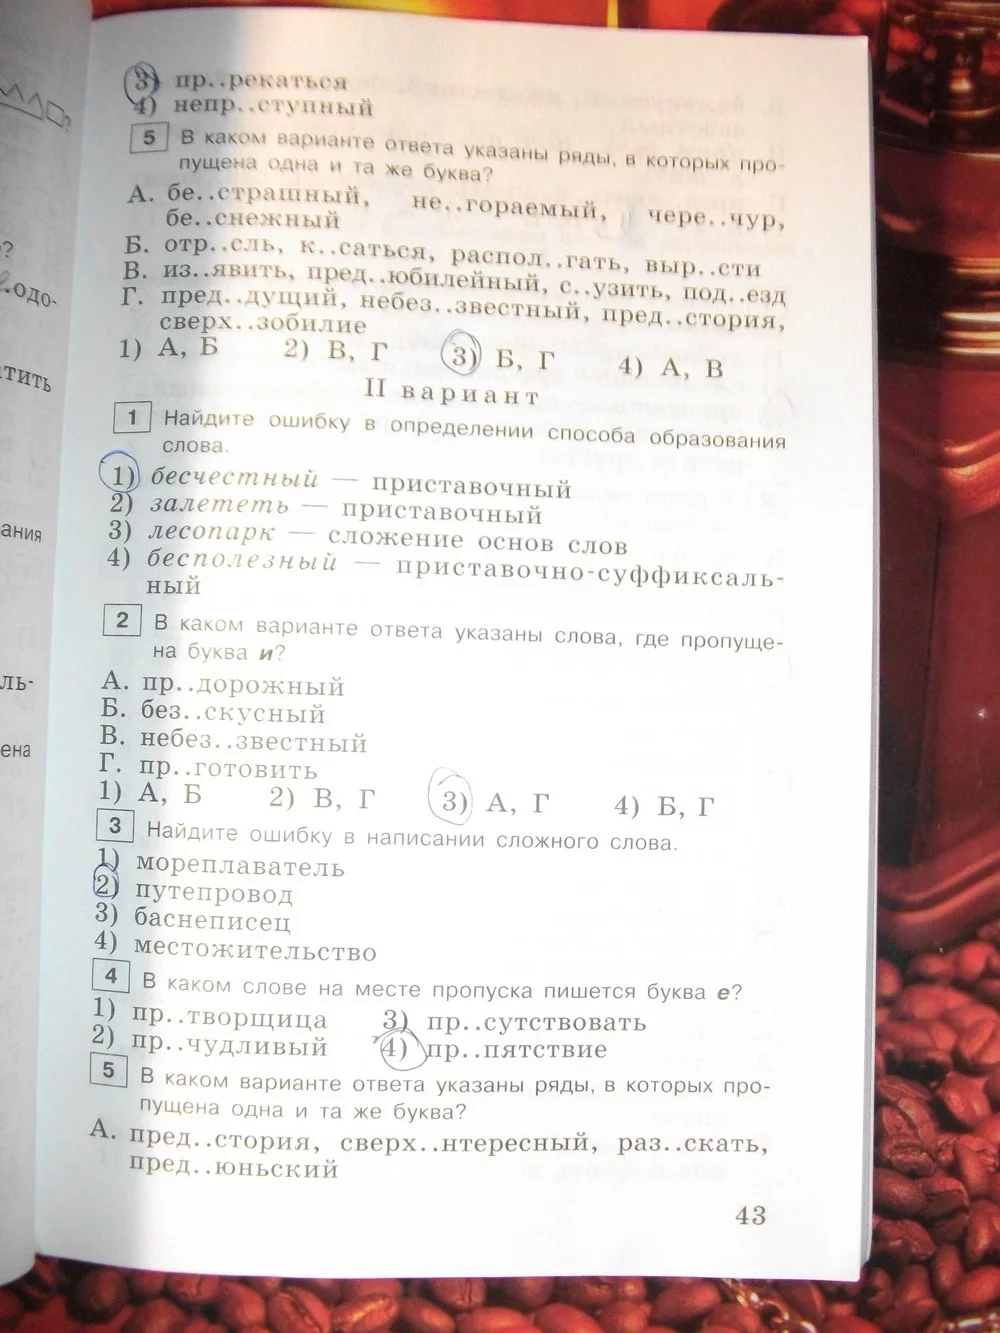 3) пр..рекаться
4) непр..ступный
5 В каком варианте ответа указаны ряды, в которых про-
пущена одна и та же буква?
А. бе..страшный, не..гораемый, чере..чур,
бе..снежный
Б. отр..сль, к..саться, распол..гать, выр..сти
В. из..явить, пред..юбилейный, с..узить, под..езд
Г. пред..дущий, небез..звестный, пред..стория,
сверх..зобилие
1) А, Б 2) В, Г 3) Б, Г 4) А, В
II вариант
1 Найдите ошибку в определении способа образования
слова.
1) бесчестный — приставочный
2) залететь — приставочный
3) лесопарк — сложение основ слов
4) бесполезный — приставочно-суффиксаль-
ный
2 В каком варианте ответа указаны слова, где пропуще-
на буква и?
А. пр..дорожный
Б. без..скусный
В. небез..звестный
Г. пр..готовить
1) А, Б 2) В, Г 3) А, Г 4) Б, Г
3 Найдите ошибку в написании сложного слова.
1) мореплаватель
2) путепровод
3) баснеписец
4) местожительство
4 В каком слове на месте пропуска пишется буква е?
1) пр..творщица 3) пр..сутствовать
2) пр..чудливый 4) пр..пятствие
5 В каком варианте ответа указаны ряды, в которых про-
пущена одна и та же буква?
А. пред..стория, сверх..нтересный, раз..скать,
пред..юньский
43
?
..одо-
тить
ания
ль-
ена